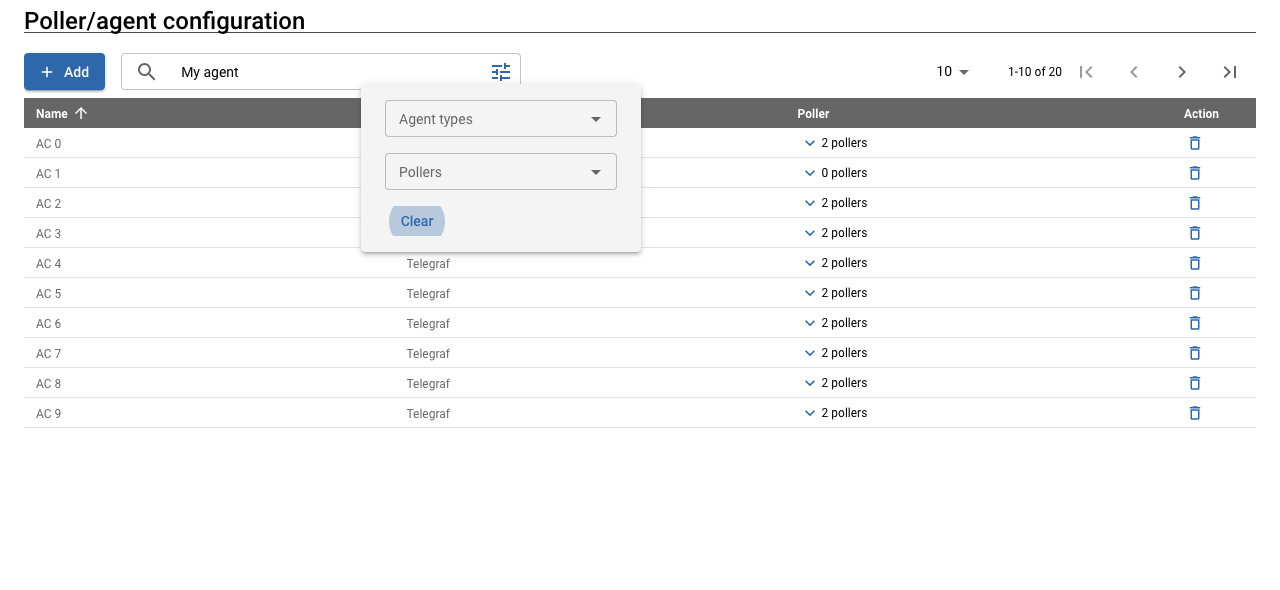 Poller/agent configuration
Add
My agent
10
1-10 of 20
Name
Poller
Action
Agent types
Pollers
Clear
AC 0
2 pollers
AC 1
0 pollers
AC 2
2 pollers
AC 3
2 pollers
AC 4
Telegraf
2 pollers
AC 5
Telegraf
2 pollers
AC 6
Telegraf
2 pollers
AC 7
Telegraf
2 pollers
AC 8
Telegraf
2 pollers
AC 9
Telegraf
2 pollers